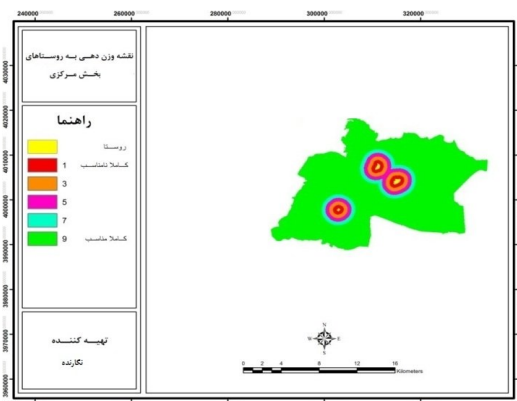 240000 260000 280000 300000 320000
نقشه وزن دهی به روستاهای
بخش مرکزی
راهنما
روستا
1 کاملا نامناسب
3
5
7
9 کاملا مناسب
تهیه کننده
نگارنده
4030000
4020000
4010000
4000000
3990000
3980000
3970000
3960000
N
W E
S
0 2 4 8 12 16
Kilometers